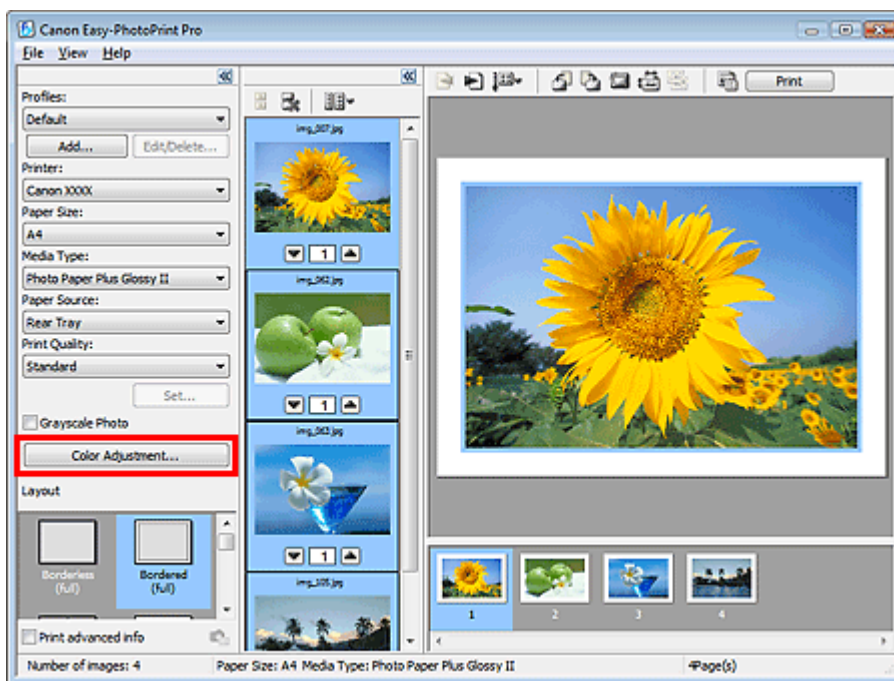 Canon Easy-PhotoPrint Pro
File View Help
Profiles:
Default
Add... Edit/Delete...
Printer:
Canon XXXX
Paper Size:
A4
Media Type:
Photo Paper Plus Glossy II
Paper Source:
Rear Tray
Print Quality:
Standard
Set...
Grayscale Photo
Color Adjustment...
Layout
Borderless
(full)
Bordered
(full)
Print advanced info
img_007.jpg
1
img_062.jpg
1
img_063.jpg
1
img_105.jpg
Print
1 2 3 4
Number of images: 4 Paper Size: A4 Media Type: Photo Paper Plus Glossy II 4Page(s)